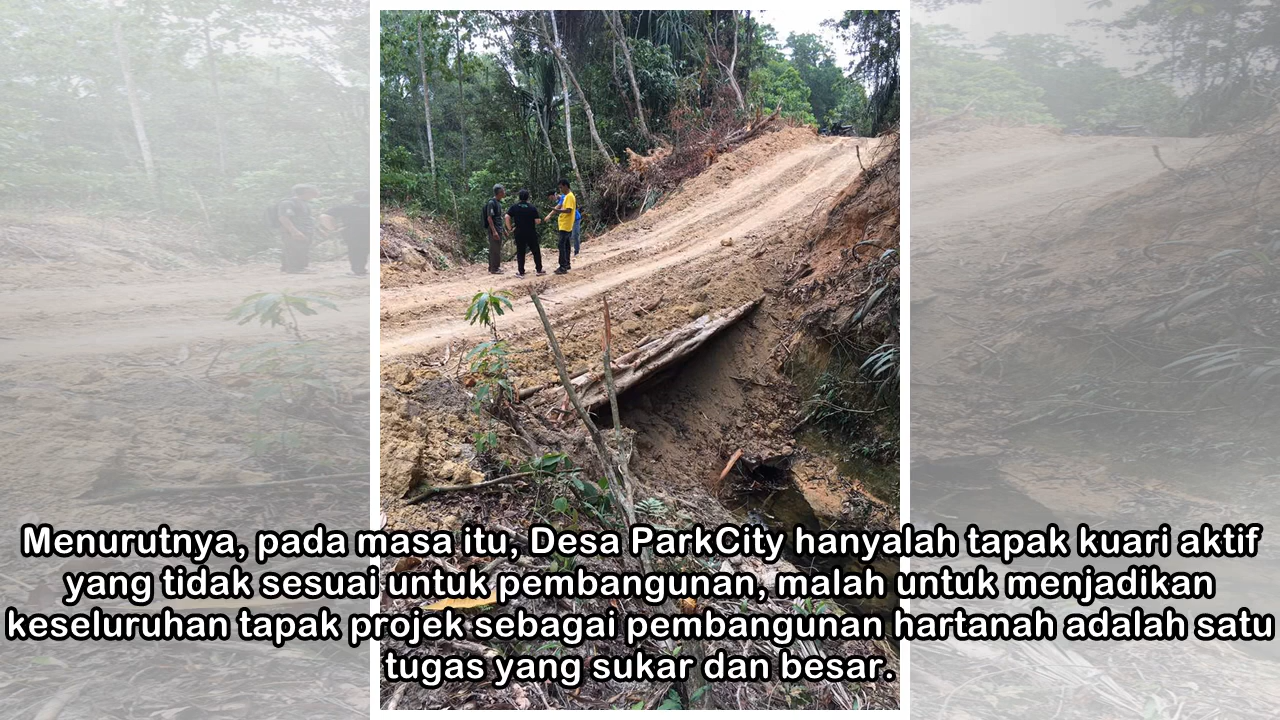 Menurutnya, pada masa itu, Desa ParkCity hanyalah tapak kuari aktif
yang tidak sesuai untuk pembangunan, malah untuk menjadikan
keseluruhan tapak projek sebagai pembangunan hartanah adalah satu
tugas yang sukar dan besar.